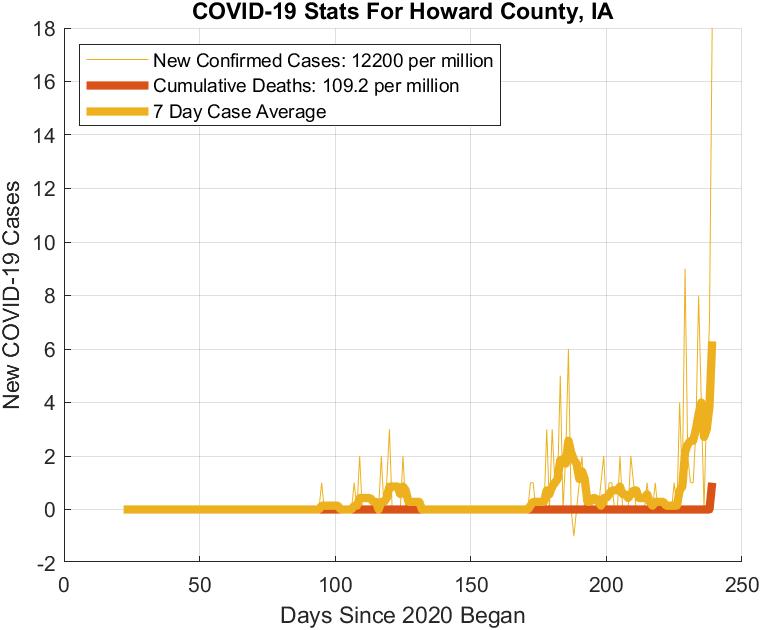 COVID-19 Stats For Howard County, IA
18
16
14
12
10
8
6
4
2
0
-2
New COVID-19 Cases
New Confirmed Cases: 12200 per million
Cumulative Deaths: 109.2 per million
7 Day Case Average
0 50 100 150 200 250
Days Since 2020 Began